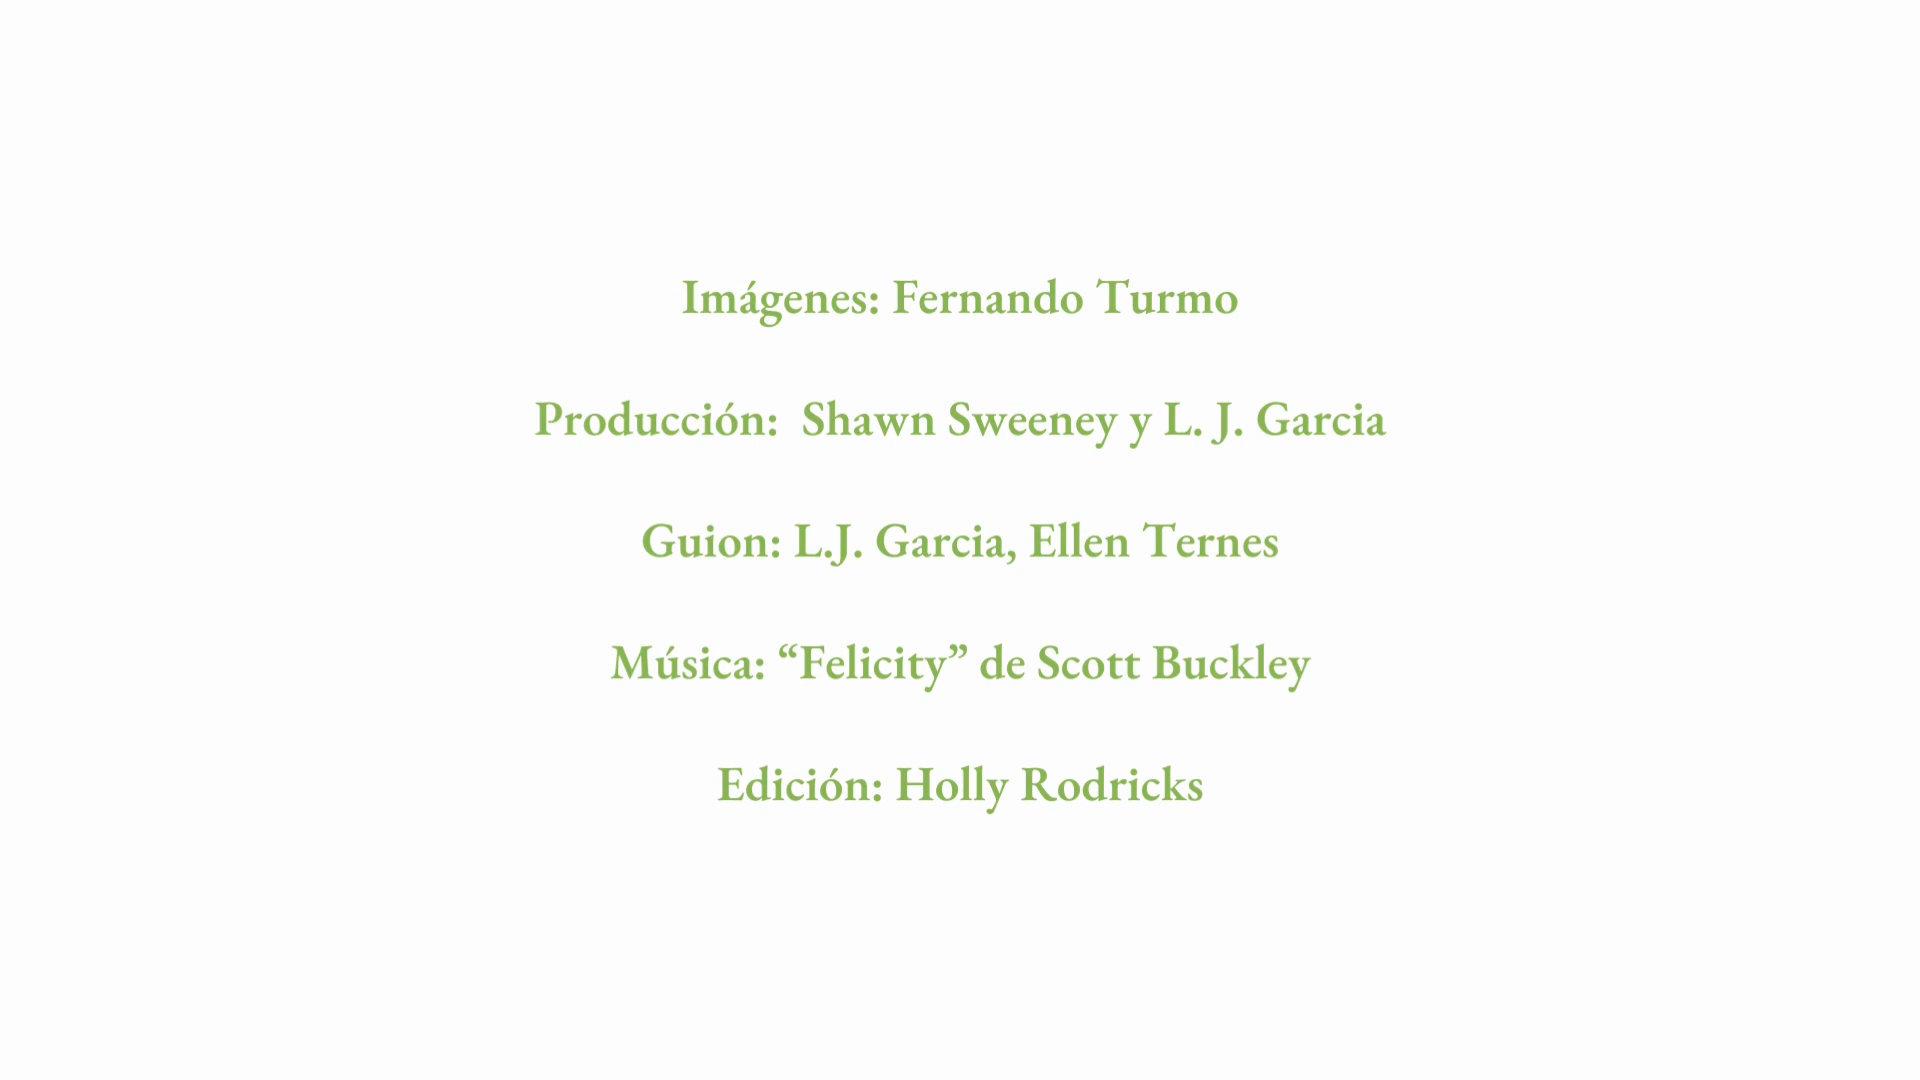 Imágenes: Fernando Turmo
Producción:  Shawn Sweeney y L. J. Garcia
Guion: L.J. Garcia, Ellen Ternes
Música: “Felicity” de Scott Buckley
Edición: Holly Rodricks